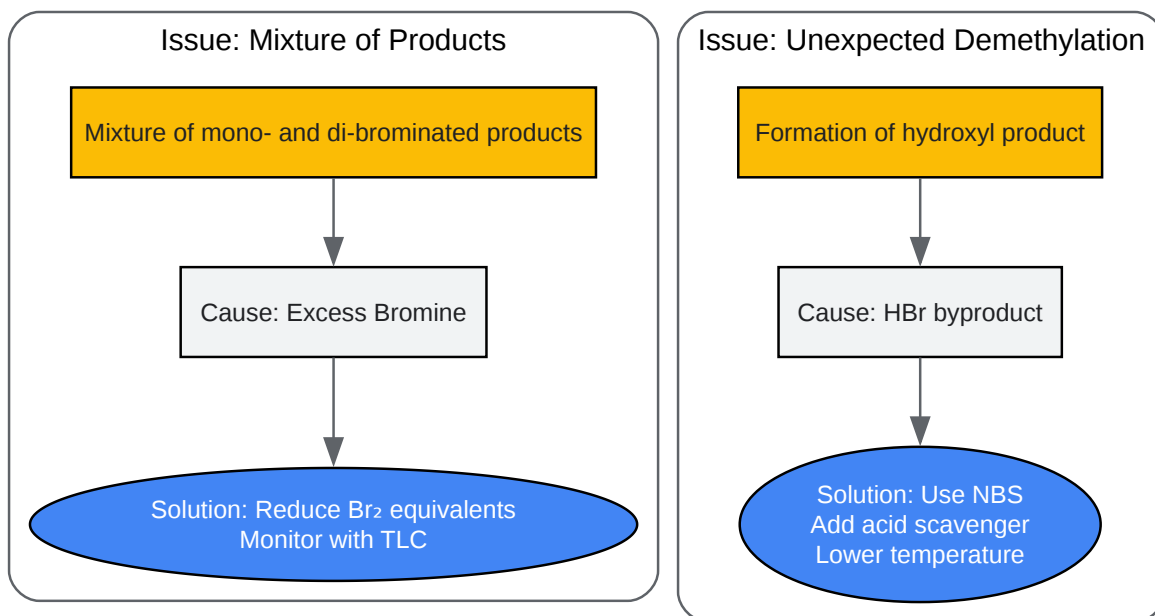 Issue: Mixture of Products
Mixture of mono- and di-brominated products
Cause: Excess Bromine
Solution: Reduce Br₂ equivalents
Monitor with TLC
Issue: Unexpected Demethylation
Formation of hydroxyl product
Cause: HBr byproduct
Solution: Use NBS
Add acid scavenger
Lower temperature